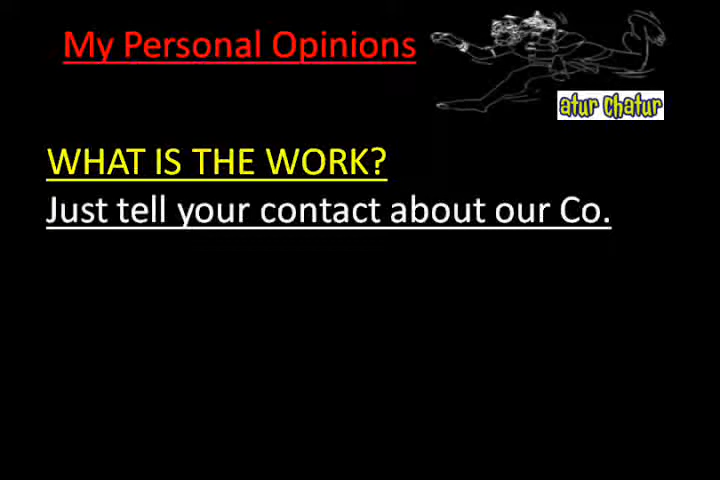 My Personal Opinions
atur Chatur
WHAT IS THE WORK?
Just tell your contact about our Co.